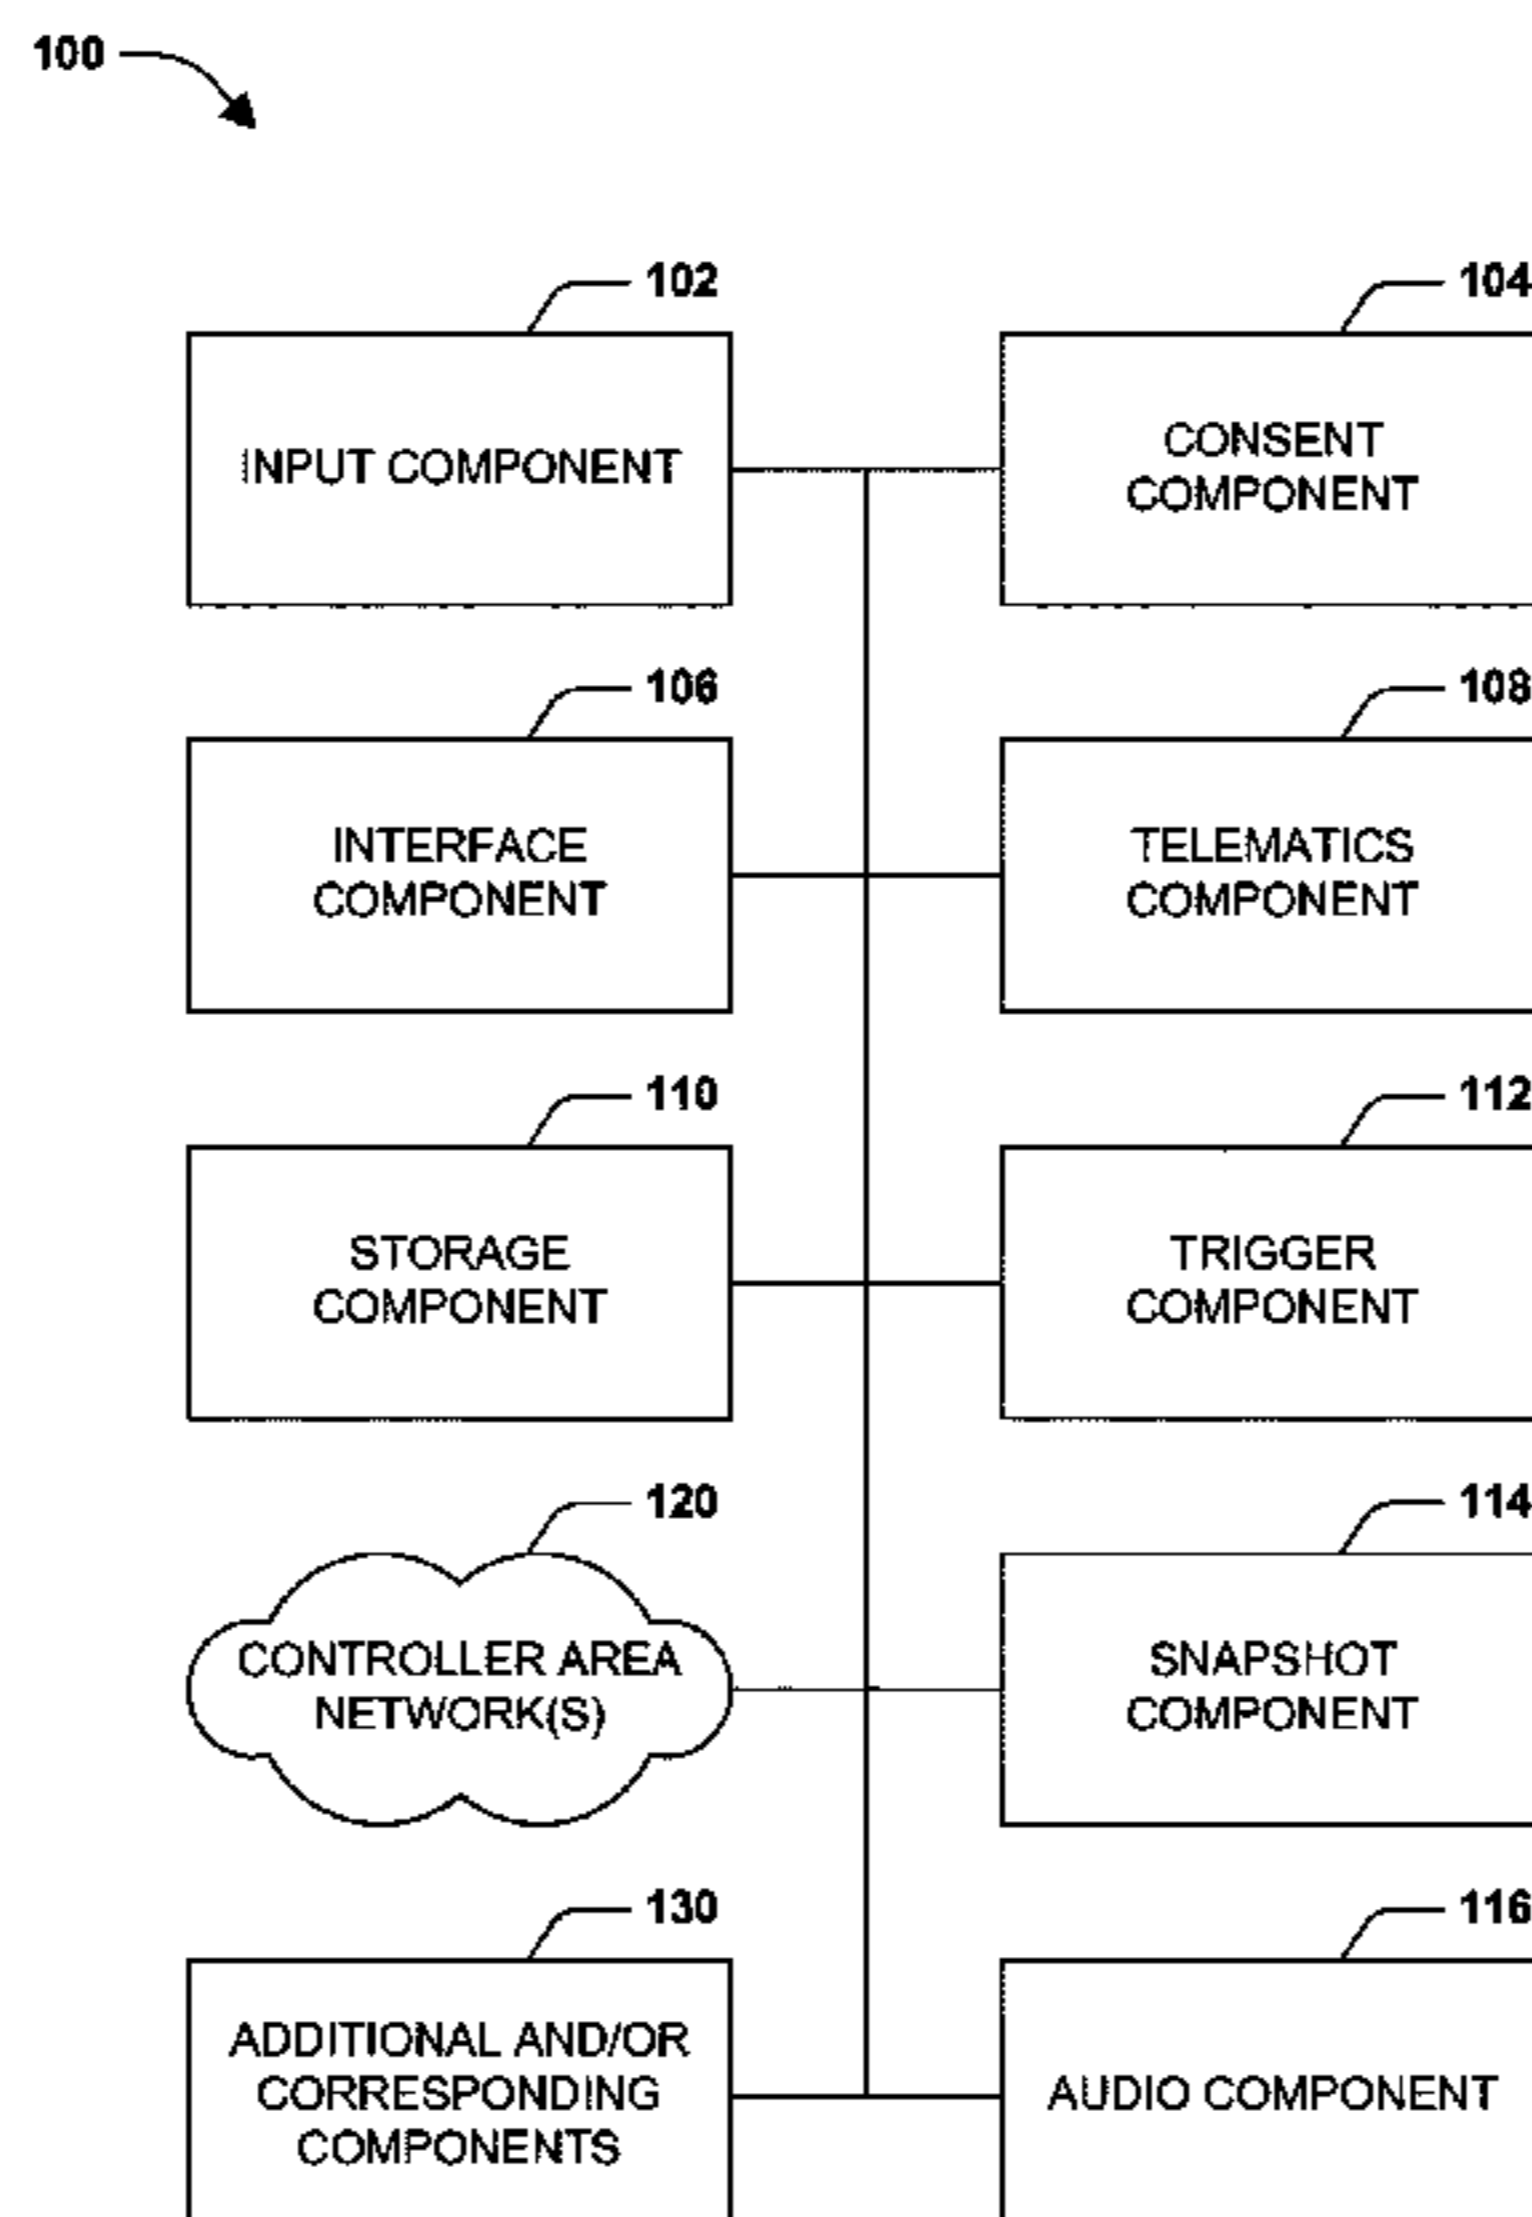 100
102
104
INPUT COMPONENT
CONSENT
COMPONENT
106
108
INTERFACE
COMPONENT
TELEMATICS
COMPONENT
110
112
STORAGE
COMPONENT
TRIGGER
COMPONENT
120
114
CONTROLLER AREA
NETWORK(S)
SNAPSHOT
COMPONENT
130
116
ADDITIONAL AND/OR
CORRESPONDING
COMPONENTS
AUDIO COMPONENT